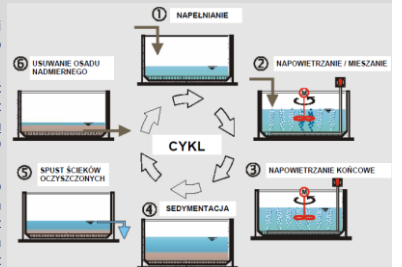 ① NAPEŁNIANIE
⑥ USUWANIE OSADU
NADMIERNEGO
② NAPOWIETRZANIE / MIESZANIE
M
CYKL
⑤ SPUST ŚCIEKÓW
OCZYSZCZONYCH
③ NAPOWIETRZANIE KOŃCOWE
M
④ SEDYMENTACJA